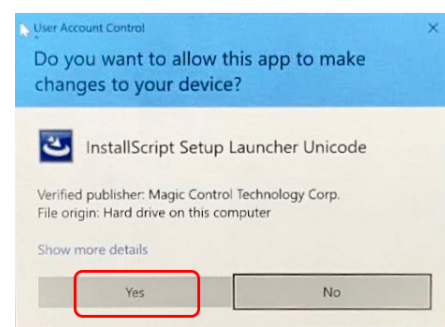 User Account Control
Do you want to allow this app to make
changes to your device?
InstallScript Setup Launcher Unicode
Verified publisher: Magic Control Technology Corp.
File origin: Hard drive on this computer
Show more details
Yes
No